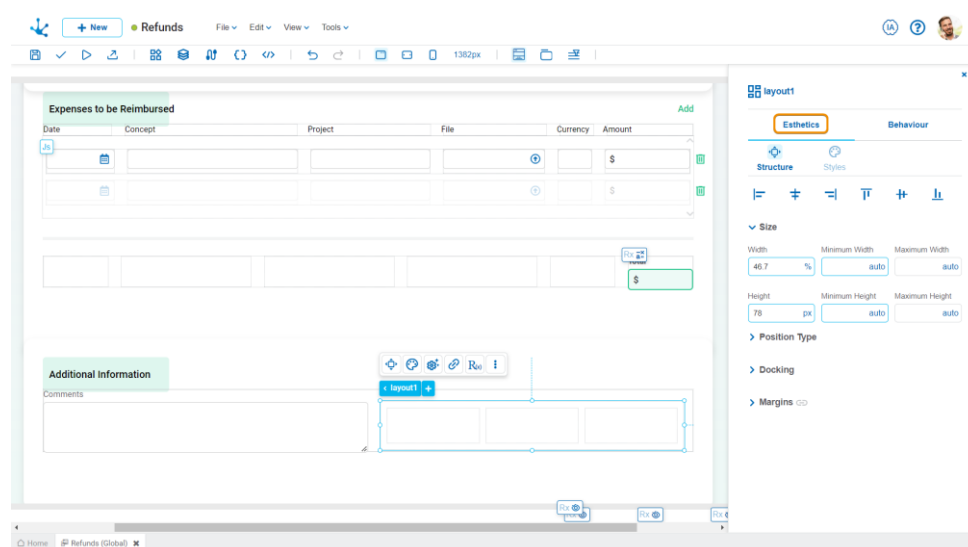 + New
Refunds
File
Edit
View
Tools
IA
?
1382px
Expenses to be Reimbursed
Add
Date
Concept
Project
File
Currency
Amount
Js
$
$
Rx
$
Additional Information
Comments
R(x)
layout1 +
Rx
Rx
Rx
Home
Refunds (Global)
layout1
Esthetics
Behaviour
Structure
Styles
Size
Width
Minimum Width
Maximum Width
46.7 %
auto
auto
Height
Minimum Height
Maximum Height
78 px
auto
auto
Position Type
Docking
Margins